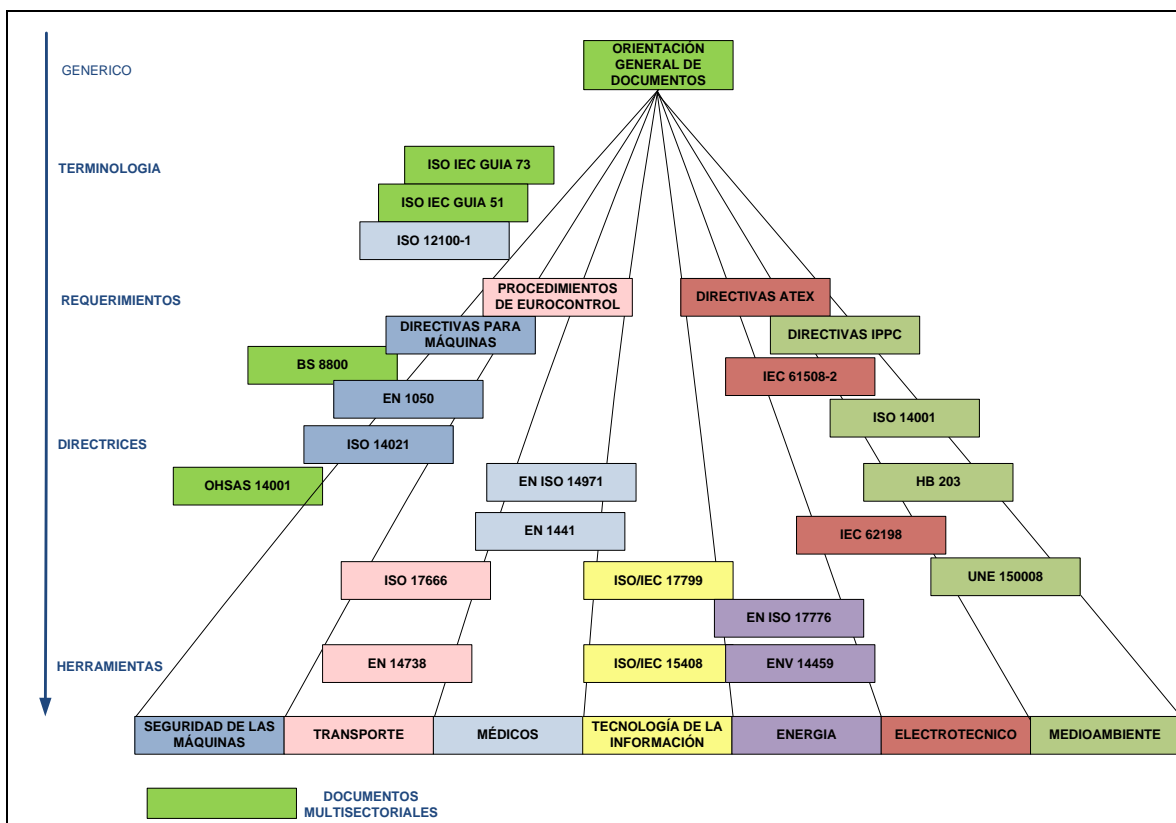 ORIENTACIÓN
GENERAL DE
DOCUMENTOS
GENERICO
ISO IEC GUIA 73
TERMINOLOGIA
ISO IEC GUIA 51
ISO 12100-1
PROCEDIMIENTOS
DE EUROCONTROL
DIRECTIVAS ATEX
REQUERIMIENTOS
DIRECTIVAS PARA
MÁQUINAS
DIRECTIVAS IPPC
BS 8800
IEC 61508-2
EN 1050
ISO 14001
DIRECTRICES
ISO 14021
OHSAS 14001
EN ISO 14971
HB 203
EN 1441
IEC 62198
ISO 17666
ISO/IEC 17799
UNE 150008
EN ISO 17776
HERRAMIENTAS
EN 14738
ISO/IEC 15408
ENV 14459
SEGURIDAD DE LAS
MÁQUINAS
TRANSPORTE
MÉDICOS
TECNOLOGÍA DE LA
INFORMACIÓN
ENERGIA
ELECTROTECNICO
MEDIOAMBIENTE
DOCUMENTOS
MULTISECTORIALES